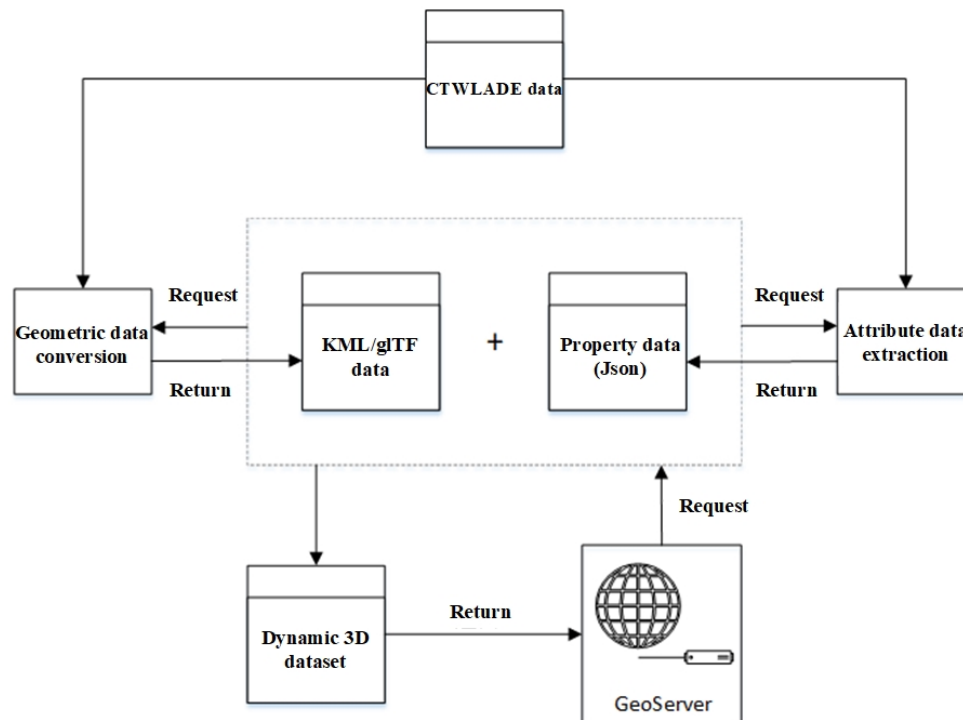 CTWLADE data
Request
Geometric data
conversion
Return
KML/glTF
data
+
Property data
(Json)
Request
Attribute data
extraction
Return
Request
Dynamic 3D
dataset
Return
GeoServer